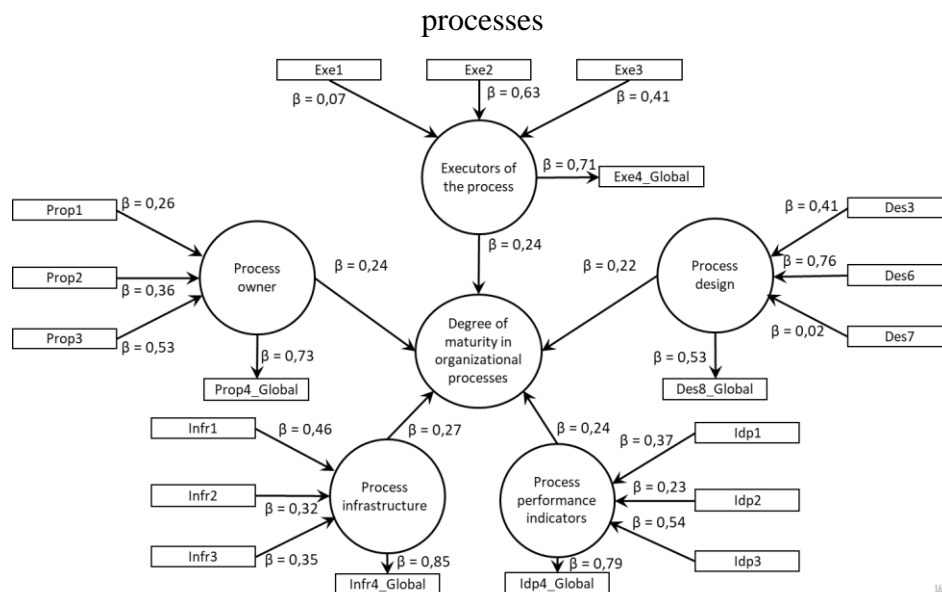 processes
Exe1
Exe2
Exe3
β = 0,07
β = 0,63
β = 0,41
Executors of
the process
β = 0,71
Exe4_Global
β = 0,24
Prop1
β = 0,26
Prop2
β = 0,36
Prop3
β = 0,53
Process
owner
β = 0,24
β = 0,73
Prop4_Global
Degree of
maturity in
organizational
processes
β = 0,22
Process
design
β = 0,41
Des3
β = 0,76
Des6
β = 0,02
Des7
β = 0,53
Des8_Global
Infr1
β = 0,46
Infr2
β = 0,32
Infr3
β = 0,35
Process
infrastructure
β = 0,27
β = 0,85
Infr4_Global
β = 0,24
Process
performance
indicators
β = 0,37
Idp1
β = 0,23
Idp2
β = 0,54
Idp3
β = 0,79
Idp4_Global